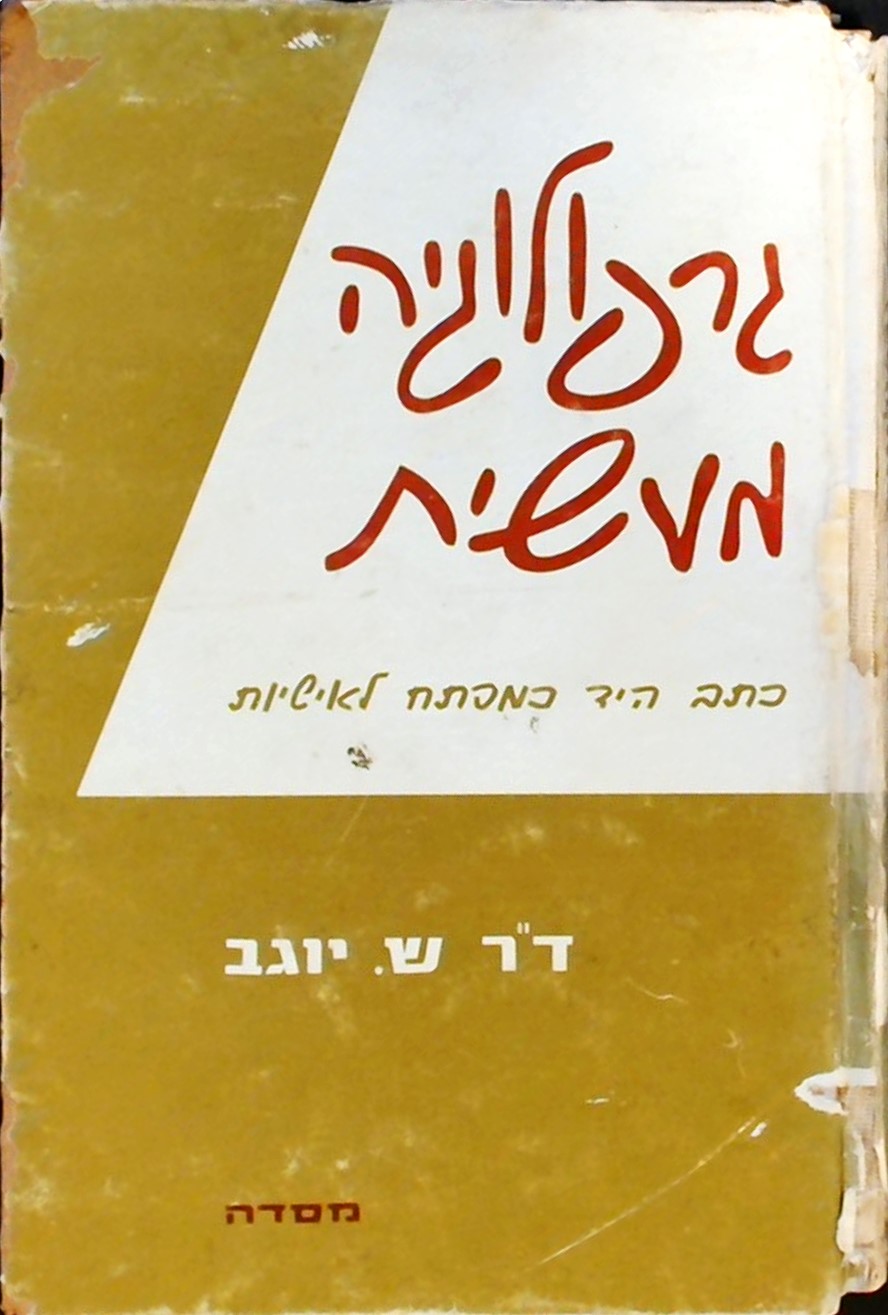 גרפולוגיה
מעשית
כתב היד כמפתח לאישיות
ד"ר ש. יוגב
מסדה